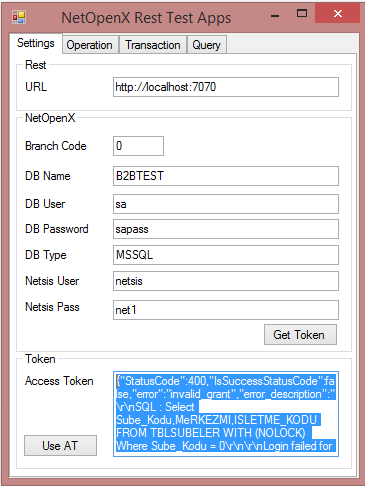 NetOpenX Rest Test Apps
Settings Operation Transaction Query
Rest
URL http://localhost:7070
NetOpenX
Branch Code 0
DB Name B2BTEST
DB User sa
DB Password sapass
DB Type MSSQL
Netsis User netsis
Netsis Pass net1
Get Token
Token
Access Token {"StatusCode":400,"IsSuccessStatusCode":fa
lse,"error":"invalid_grant","error_description":"
\r\nSQL : Select
Sube_Kodu,MeRKEZMI,ISLETME_KODU
FROM TBLSUBELER WITH (NOLOCK)
Where Sube_Kodu = 0\r\n\r\nLogin failed for
Use AT